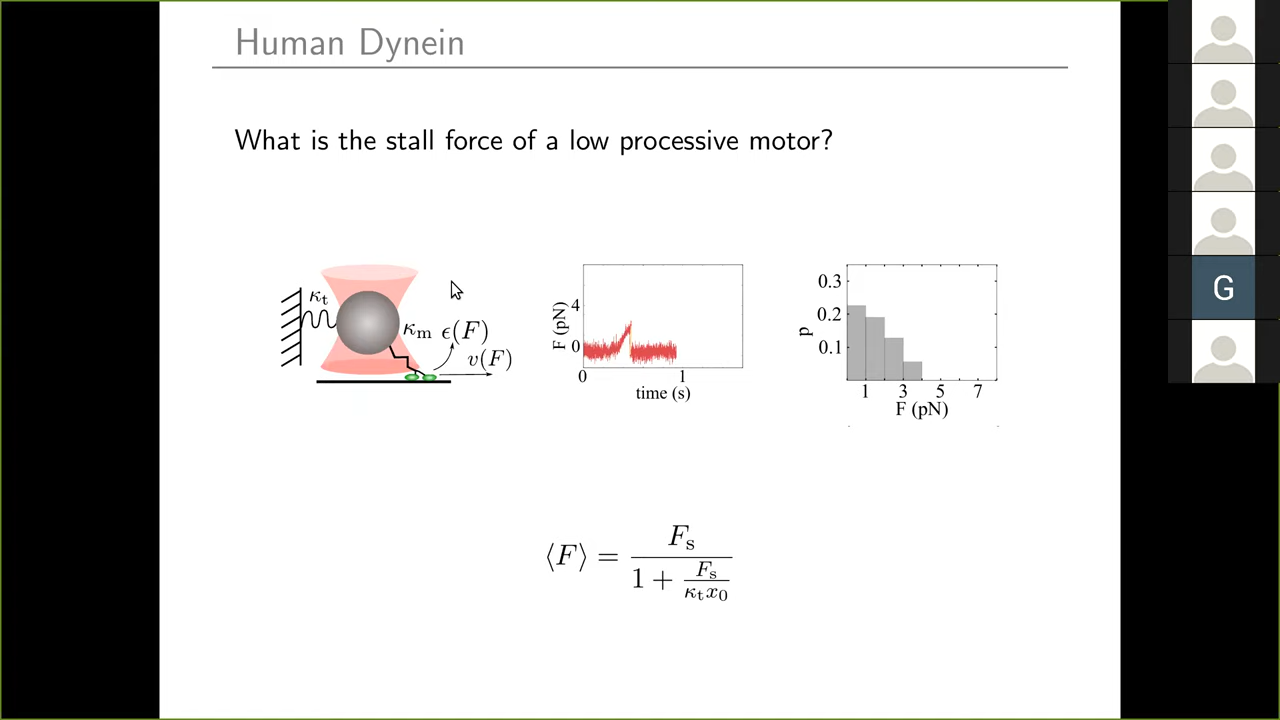 Human Dynein
What is the stall force of a low processive motor?
κt
κm
ϵ(F)
v(F)
F (pN)
4
0
0
1
time (s)
p
0.3
0.2
0.1
1 3 5 7
F (pN)
⟨F⟩ = Fs / (1 + Fs / κt x0)
G